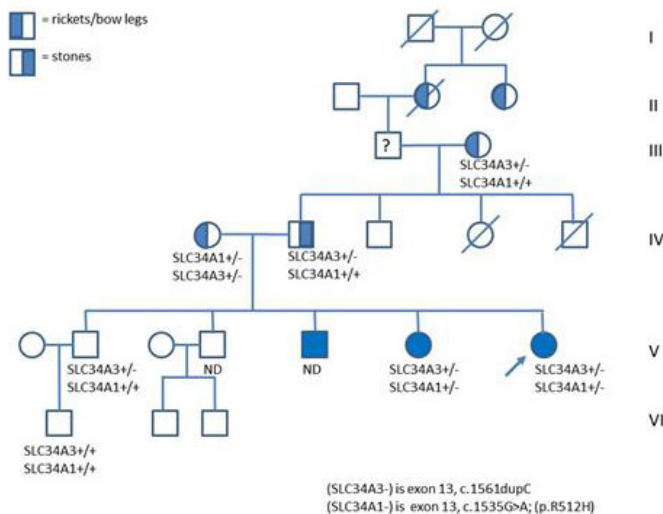 = rickets/bow legs
= stones
I
II
III
?
SLC34A3+/-
SLC34A1+/+
IV
SLC34A1+/-
SLC34A3+/-
SLC34A3+/-
SLC34A1+/+
V
SLC34A3+/-
SLC34A1+/+
ND
ND
SLC34A3+/-
SLC34A1+/-
SLC34A3+/-
SLC34A1+/-
VI
SLC34A3+/+
SLC34A1+/+
(SLC34A3-) is exon 13, c.1561dupC
(SLC34A1-) is exon 13, c.1535G>A; (p.R512H)